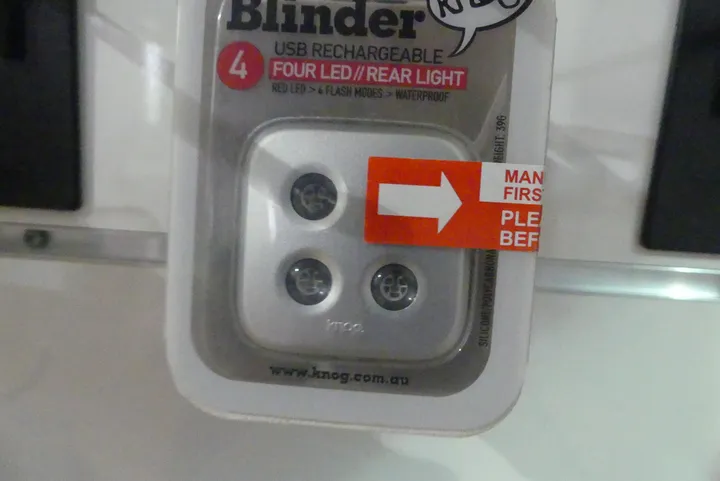 Blinder
4
USB RECHARGEABLE
FOUR LED//REAR LIGHT
RED LED > 4 FLASH MODES > WATERPROOF
MAN
FIRS
PLE
BEF
knog.
www.knog.com.au